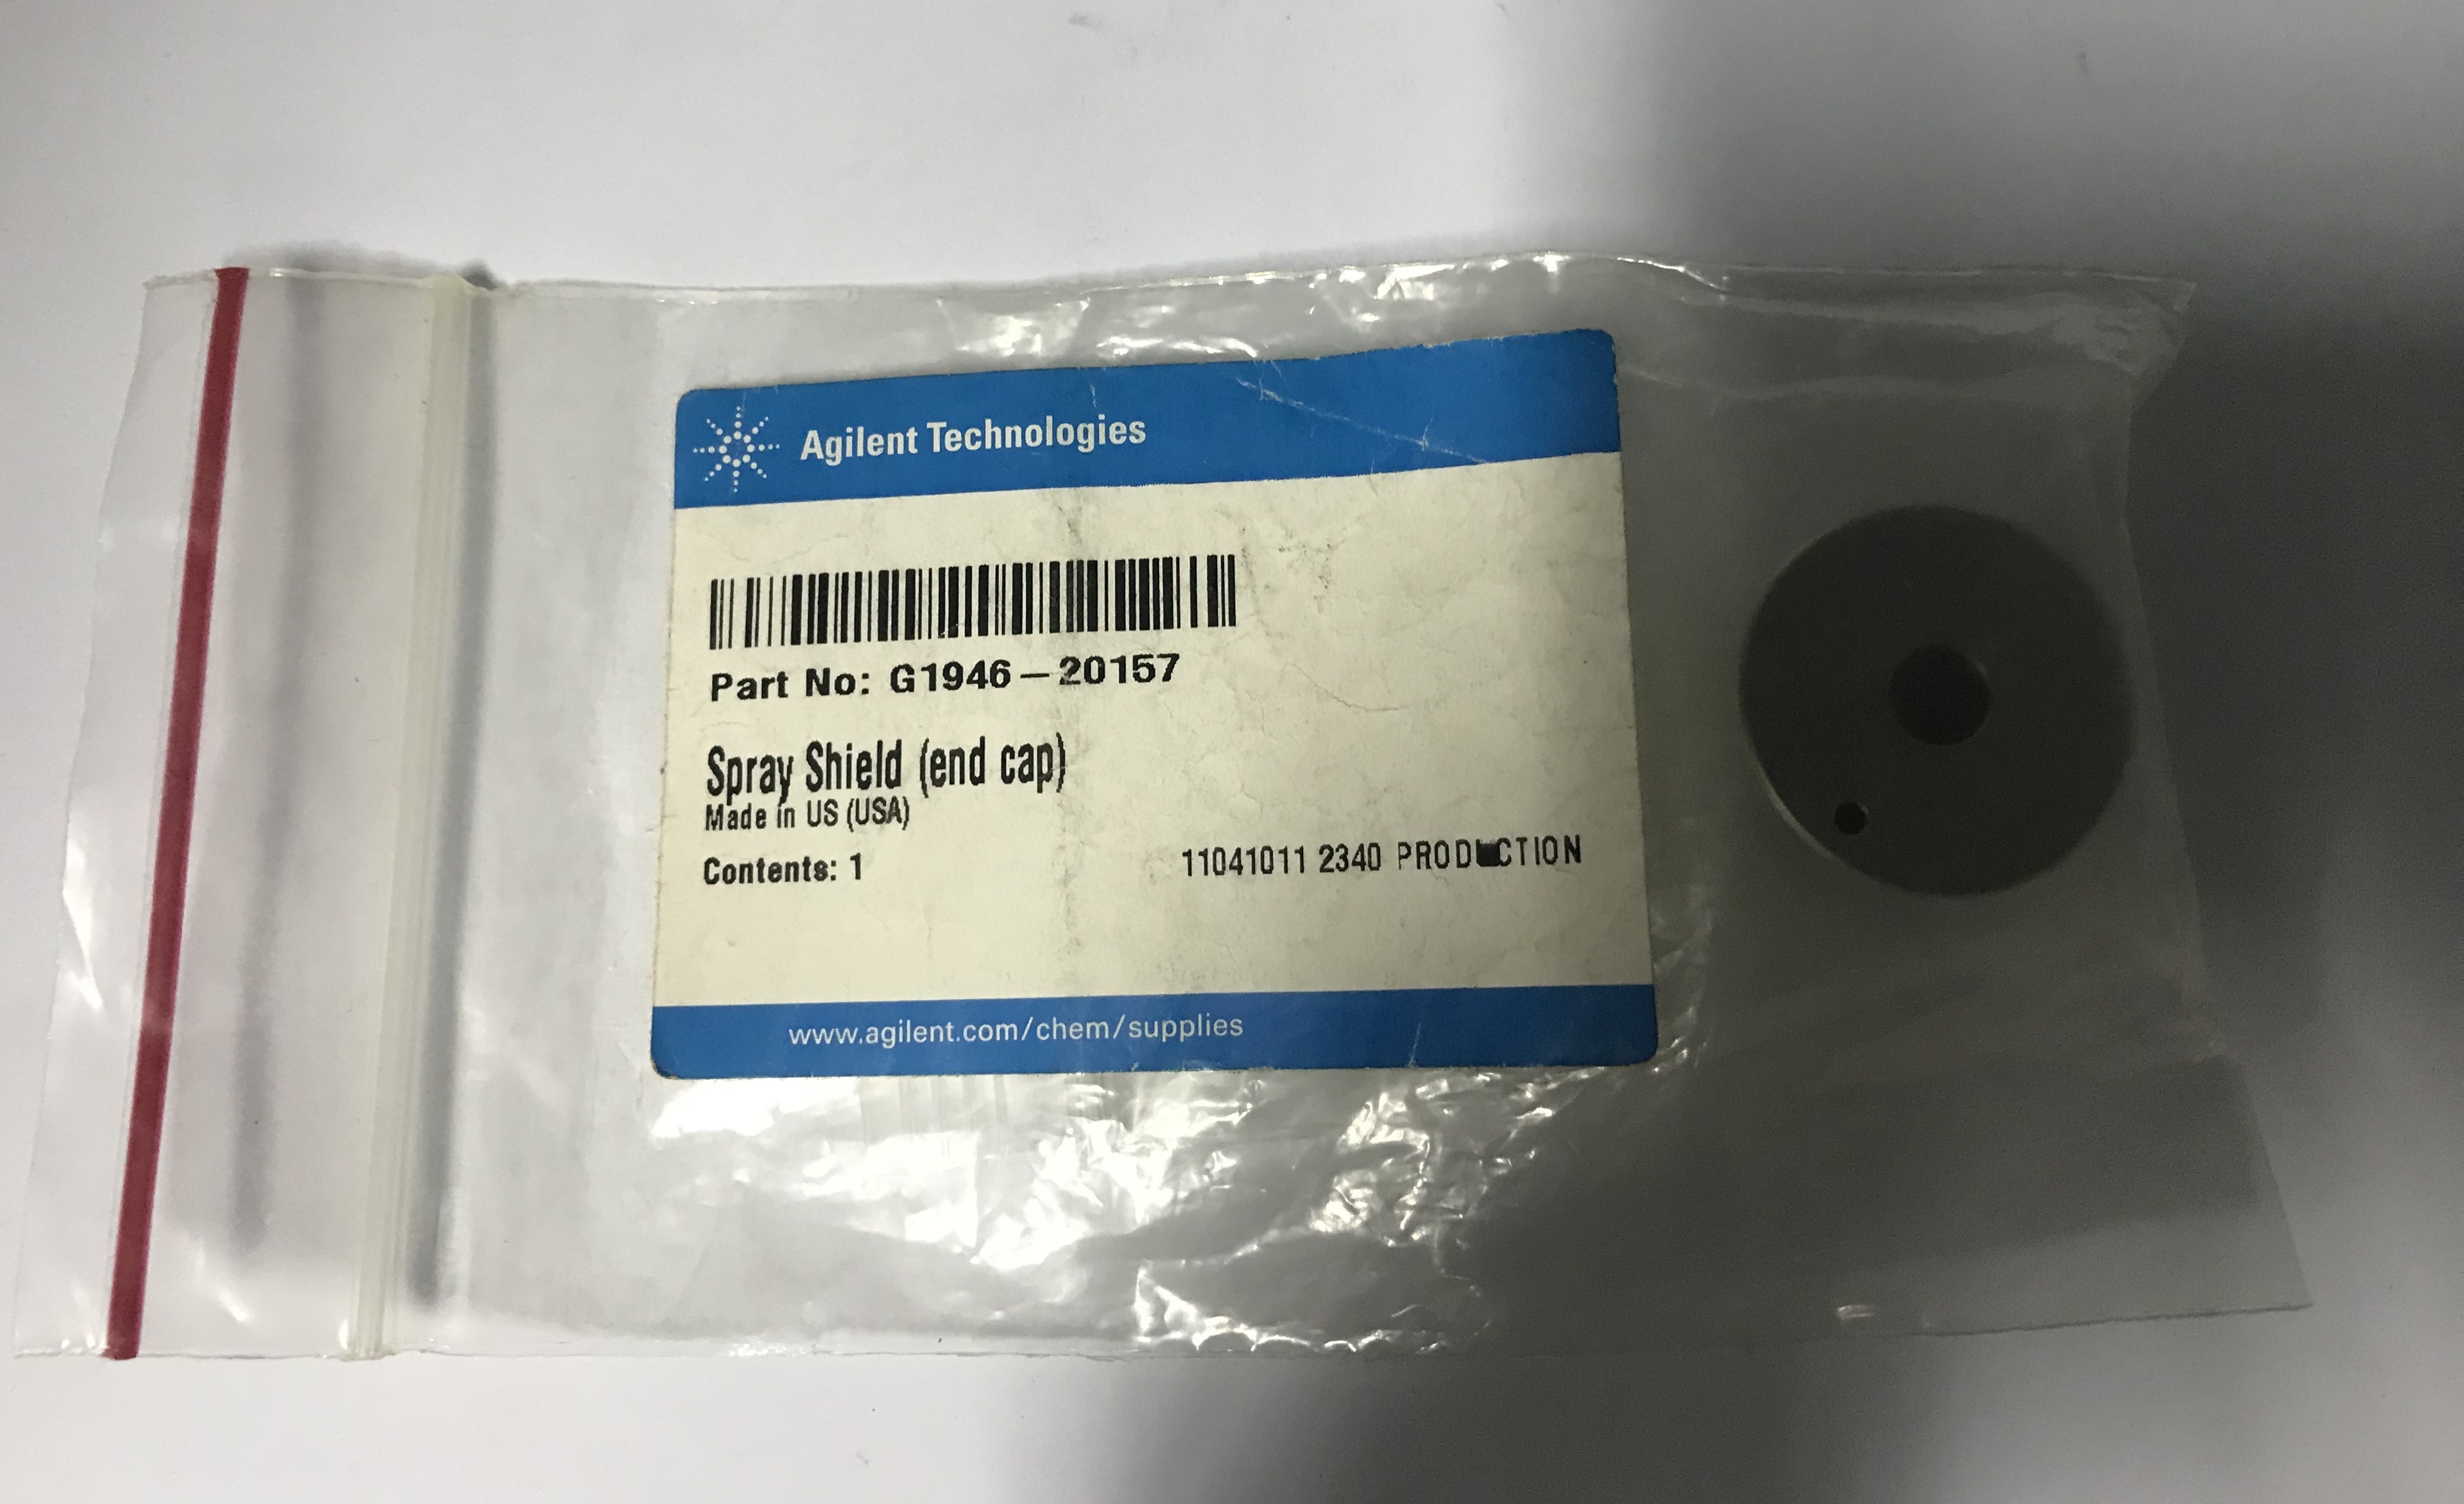 Agilent Technologies
Part No: G1946-20157
Spray Shield (end cap)
Made in US (USA)
Contents: 1
11041011 2340 PRODUCTION
www.agilent.com/chem/supplies